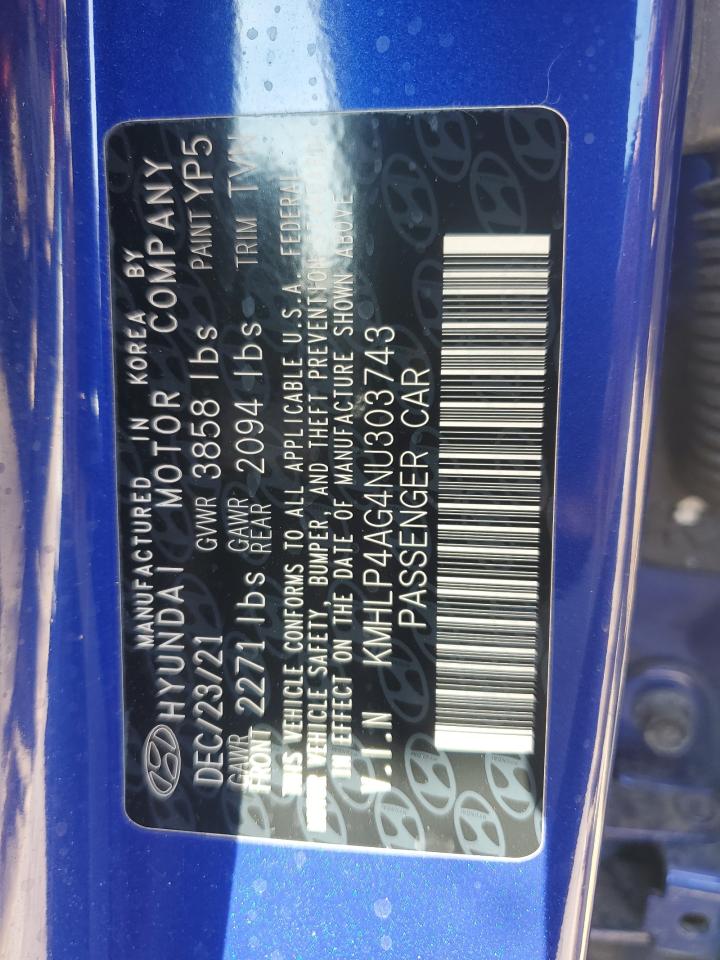 MANUFACTURED IN KOREA BY
HYUNDAI MOTOR COMPANY
DEC/23/21 GVWR 3858 lbs PAINT YP5
GAWR FRONT 2271 lbs GAWR REAR 2094 lbs TRIM
THIS VEHICLE CONFORMS TO ALL APPLICABLE U.S.A FEDERAL
VEHICLE SAFETY, BUMPER, AND THEFT PREVENTION
IN EFFECT ON THE DATE OF MANUFACTURE SHOWN ABOVE
V.I.N KMHLP4AG4NU303743
PASSENGER CAR